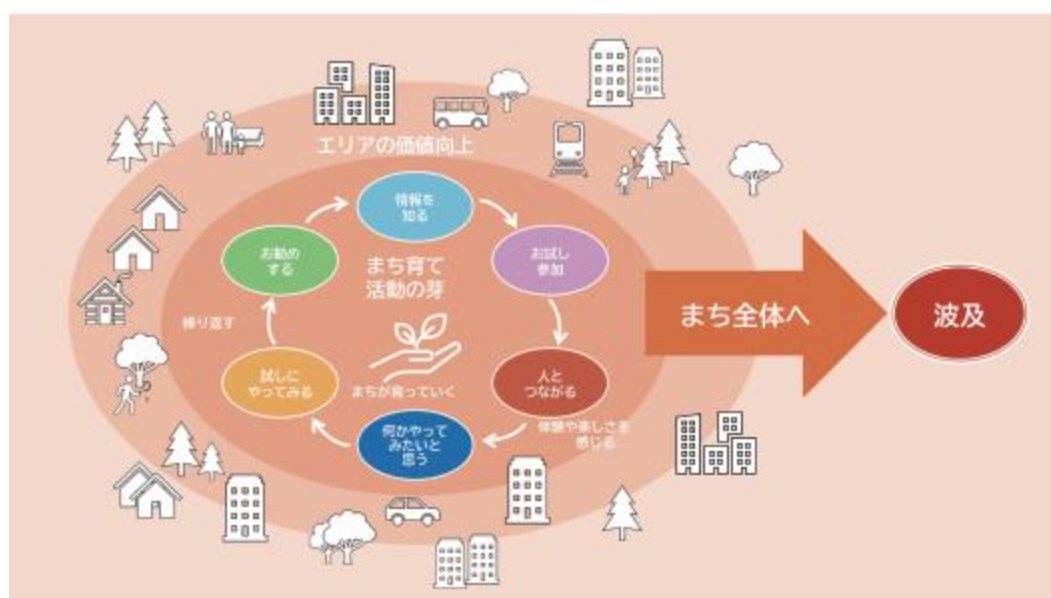 エリアの価値向上
情報を
知る
お試し
参加
人と
つながる
体験や楽しさを
感じる
何かやって
みたいと
思う
試しに
やってみる
繰り返す
お勧め
する
まち育て
活動の芽
まちが育っていく
まち全体へ
波及